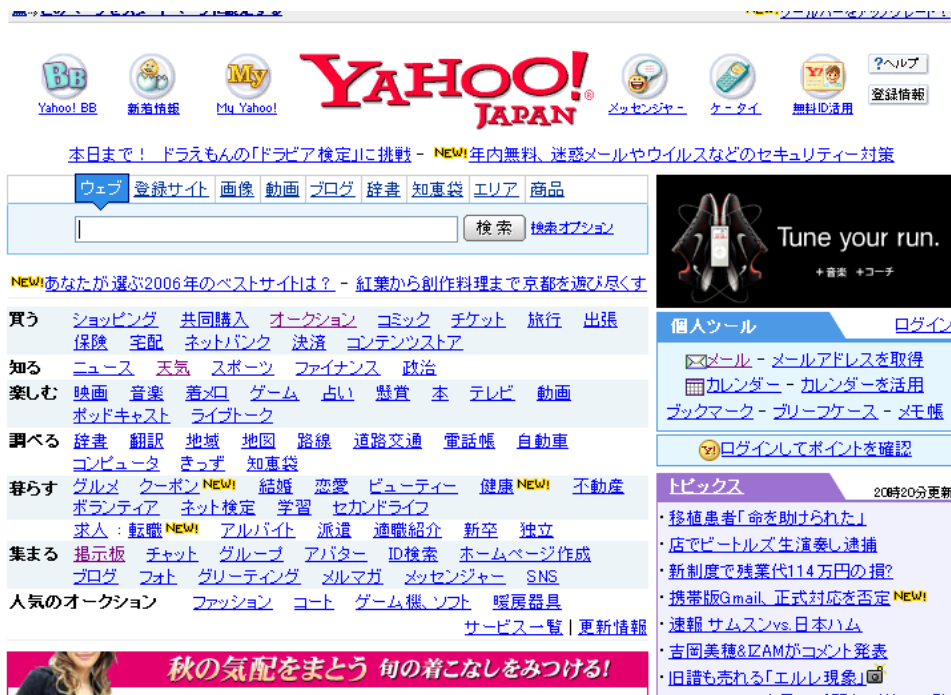 Yahoo! BB
新着情報
My Yahoo!
YAHOO! JAPAN
メッセンジャー
ケータイ
無料ID活用
?ヘルプ
登録情報
本日まで! ドラえもんの「ドラビア検定」に挑戦 - NEW!年内無料、迷惑メールやウイルスなどのセキュリティー対策
ウェブ 登録サイト 画像 動画 ブログ 辞書 知恵袋 エリア 商品
検索 検索オプション
NEW!あなたが選ぶ2006年のベストサイトは? - 紅葉から創作料理まで京都を遊び尽くす
買う ショッピング 共同購入 オークション コミック チケット 旅行 出張
保険 宅配 ネットバンク 決済 コンテンツストア
知る ニュース 天気 スポーツ ファイナンス 政治
楽しむ 映画 音楽 着メロ ゲーム 占い 懸賞 本 テレビ 動画
ポッドキャスト ライブトーク
調べる 辞書 翻訳 地域 地図 路線 道路交通 電話帳 自動車
コンピュータ きっず 知恵袋
暮らす グルメ クーポン NEW! 結婚 恋愛 ビューティー 健康 NEW! 不動産
ボランティア ネット検定 学習 セカンドライフ
求人 : 転職 NEW! アルバイト 派遣 適職紹介 新卒 独立
集まる 掲示板 チャット グループ アバター ID検索 ホームページ作成
ブログ フォト グリーティング メルマガ メッセンジャー SNS
人気のオークション ファッション コート ゲーム機、ソフト 暖房器具
サービス一覧 | 更新情報
秋の気配をまとう 旬の着こなしをみつける!
Tune your run.
+音楽 +コーチ
個人ツール ログイン
メール - メールアドレスを取得
カレンダー - カレンダーを活用
ブックマーク - ブリーフケース - メモ帳
ログインしてポイントを確認
トピックス 20時20分更新
・移植患者「命を助けられた」
・店でビートルズ生演奏し逮捕
・新制度で残業代114万円の損?
・携帯版Gmail、正式対応を否定 NEW!
・速報 サムスンvs.日本ハム
・吉岡美穂&IZAMがコメント発表
・旧譜も売れる「エルレ現象」